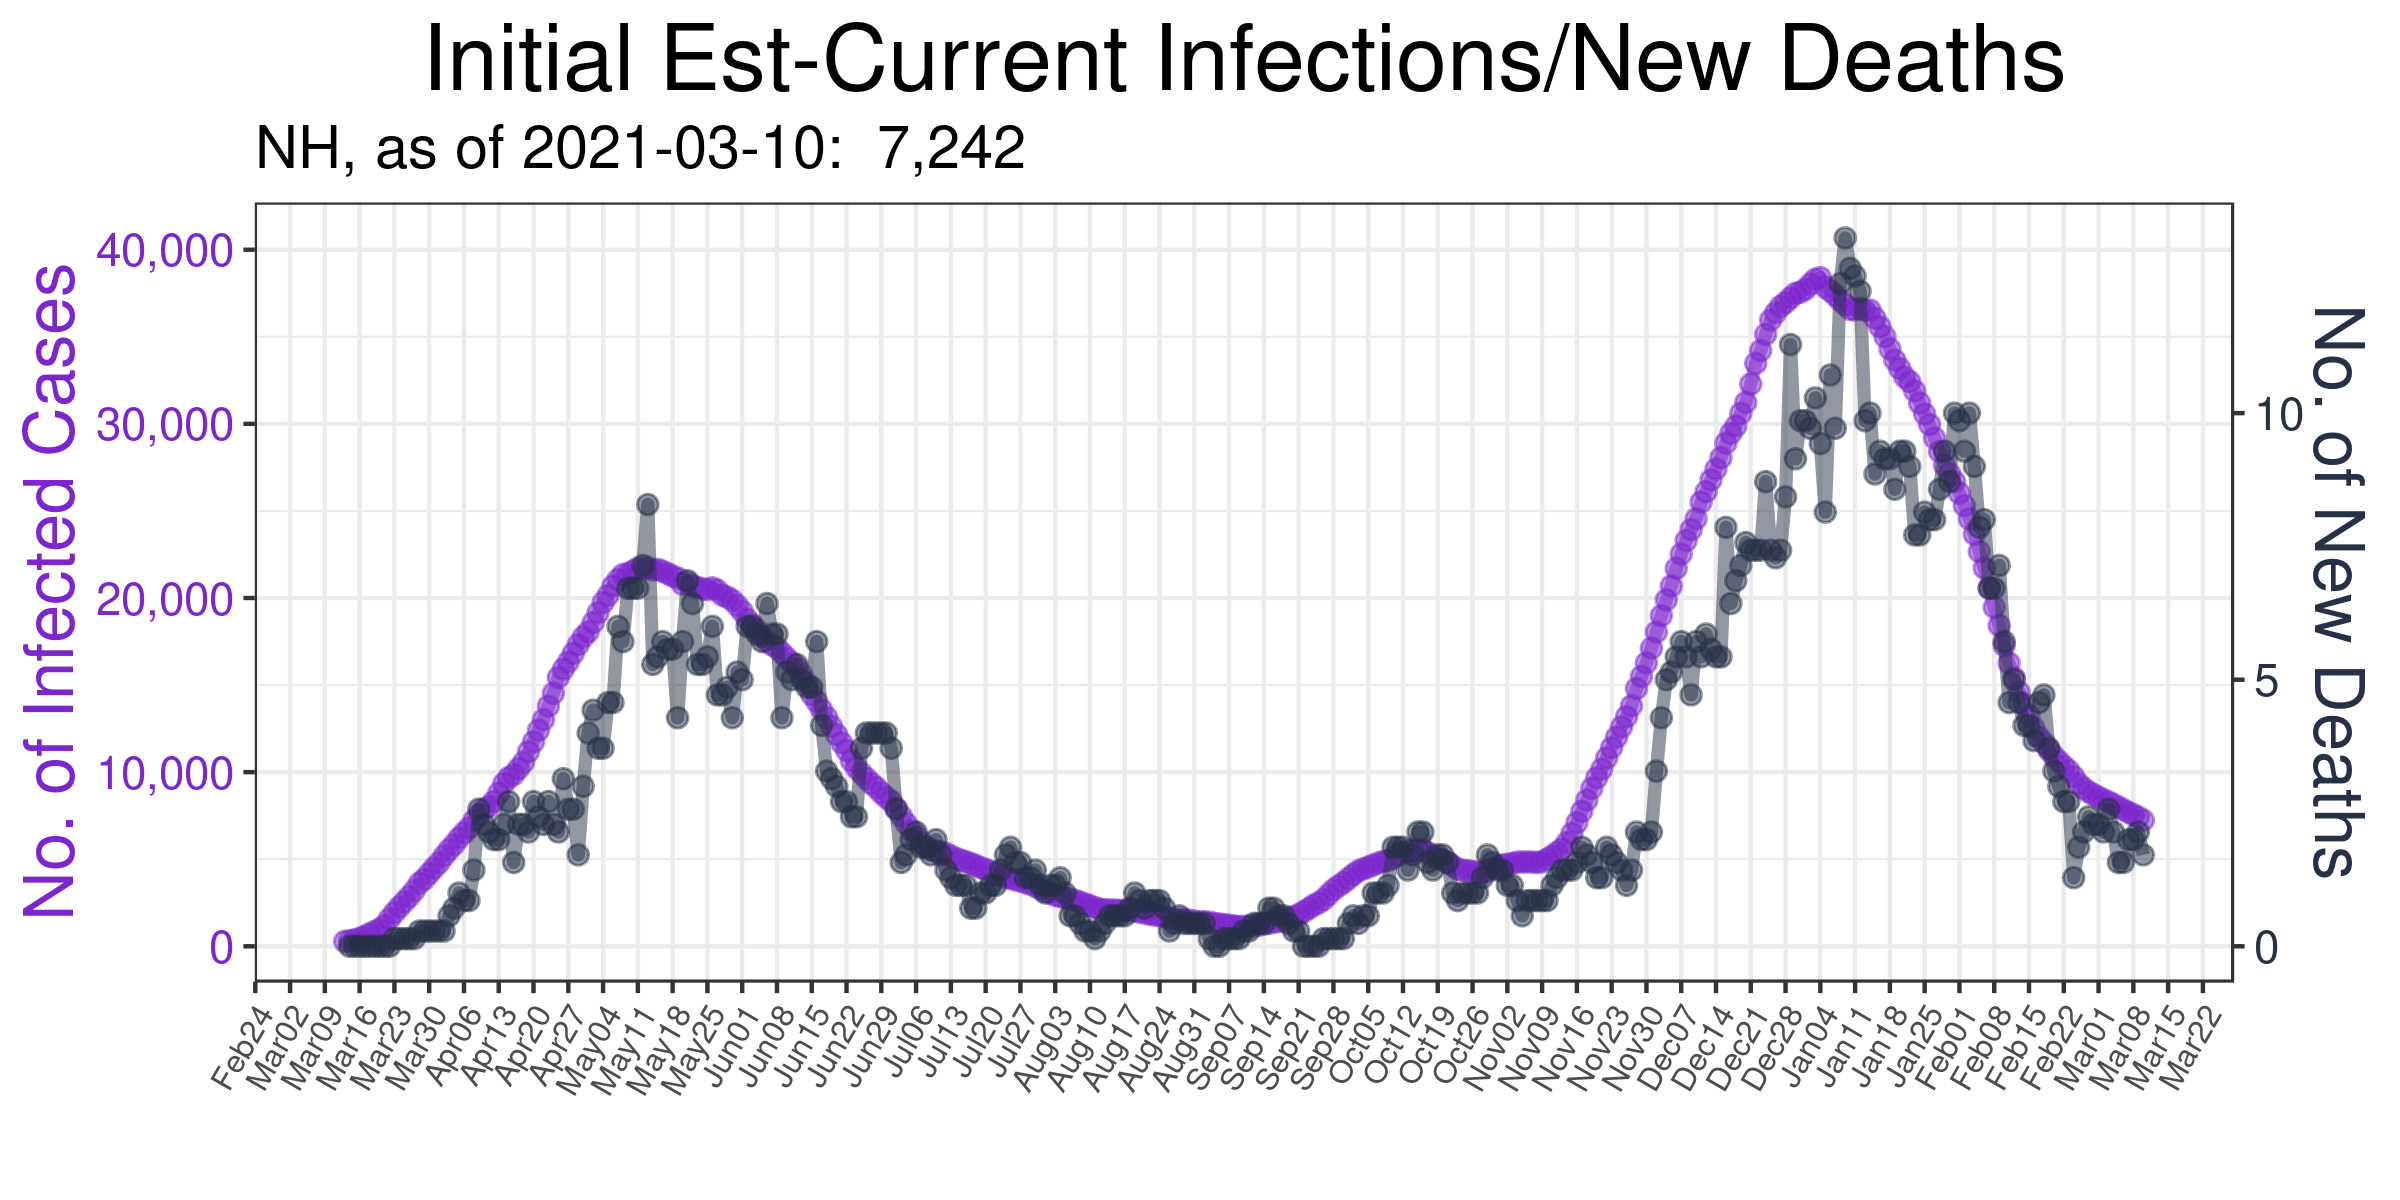 Initial Est-Current Infections/New Deaths
NH, as of 2021-03-10:  7,242
No. of Infected Cases
40,000
30,000
20,000
10,000
0
No. of New Deaths
10
5
0
Feb24
Mar02
Mar09
Mar16
Mar23
Mar30
Apr06
Apr13
Apr20
Apr27
May04
May11
May18
May25
Jun01
Jun08
Jun15
Jun22
Jun29
Jul06
Jul13
Jul20
Jul27
Aug03
Aug10
Aug17
Aug24
Aug31
Sep07
Sep14
Sep21
Sep28
Oct05
Oct12
Oct19
Oct26
Nov02
Nov09
Nov16
Nov23
Nov30
Dec07
Dec14
Dec21
Dec28
Jan04
Jan11
Jan18
Jan25
Feb01
Feb08
Feb15
Feb22
Mar01
Mar08
Mar15
Mar22